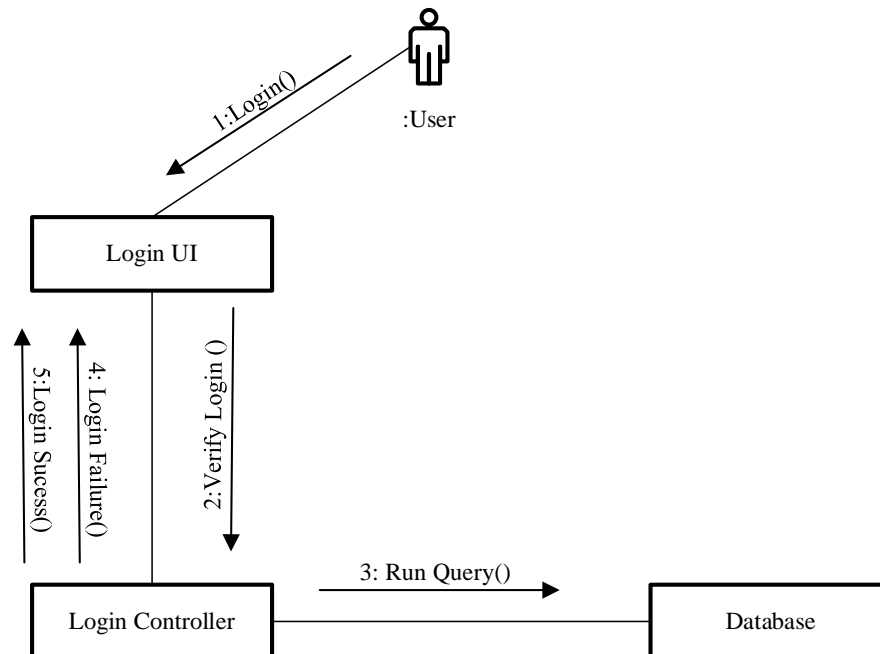 :User
1:Login()
Login UI
5:Login Sucess()
4: Login Failure()
2:Verify Login ()
3: Run Query()
Login Controller
Database